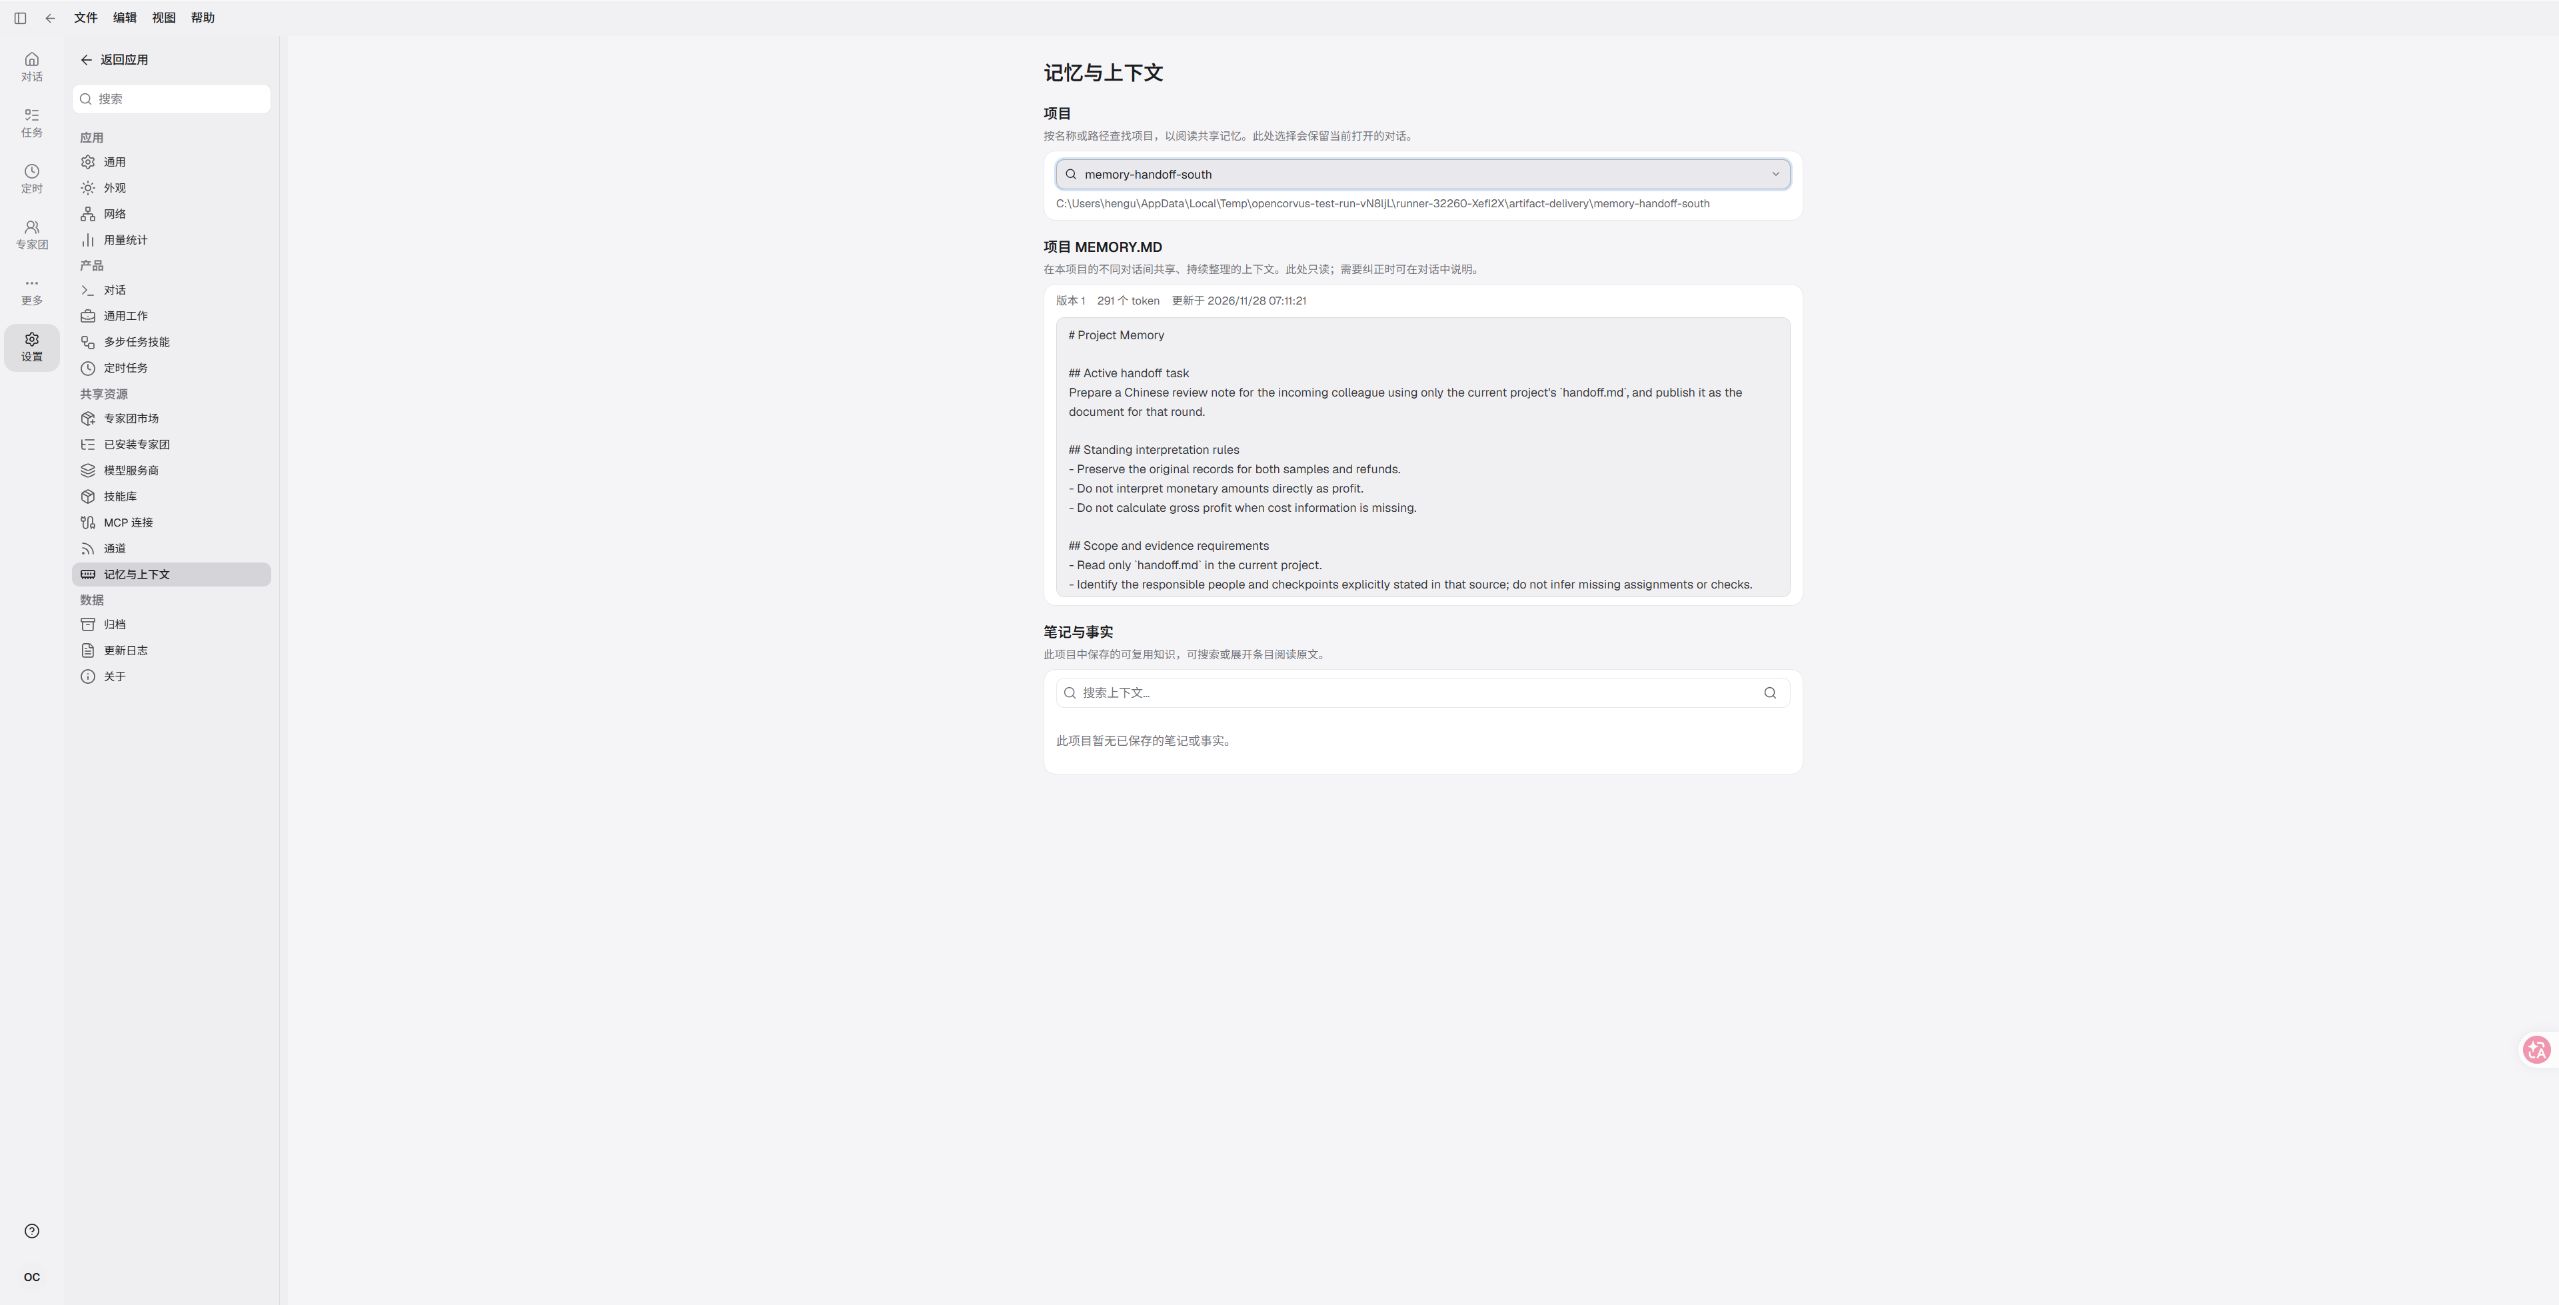 文件 编辑 视图 帮助
对话
任务
定时
专家团
更多
设置
OC
返回应用
搜索
应用
通用
外观
网络
用量统计
产品
对话
通用工作
多步任务技能
定时任务
共享资源
专家团市场
已安装专家团
模型服务商
技能库
MCP 连接
通道
记忆与上下文
数据
归档
更新日志
关于
记忆与上下文
项目
按名称或路径查找项目，以阅读共享记忆。此处选择会保留当前打开的对话。
memory-handoff-south
C:\Users\hengu\AppData\Local\Temp\opencorvus-test-run-vN8IjL\runner-32260-XefI2X\artifact-delivery\memory-handoff-south
项目 MEMORY.MD
在本项目的不同对话间共享、持续整理的上下文。此处只读；需要纠正时可在对话中说明。
版本 1 291 个 token 更新于 2026/11/28 07:11:21
# Project Memory
## Active handoff task
Prepare a Chinese review note for the incoming colleague using only the current project's `handoff.md`, and publish it as the
document for that round.
## Standing interpretation rules
- Preserve the original records for both samples and refunds.
- Do not interpret monetary amounts directly as profit.
- Do not calculate gross profit when cost information is missing.
## Scope and evidence requirements
- Read only `handoff.md` in the current project.
- Identify the responsible people and checkpoints explicitly stated in that source; do not infer missing assignments or checks.
笔记与事实
此项目中保存的可复用知识，可搜索或展开条目阅读原文。
搜索上下文...
此项目暂无已保存的笔记或事实。